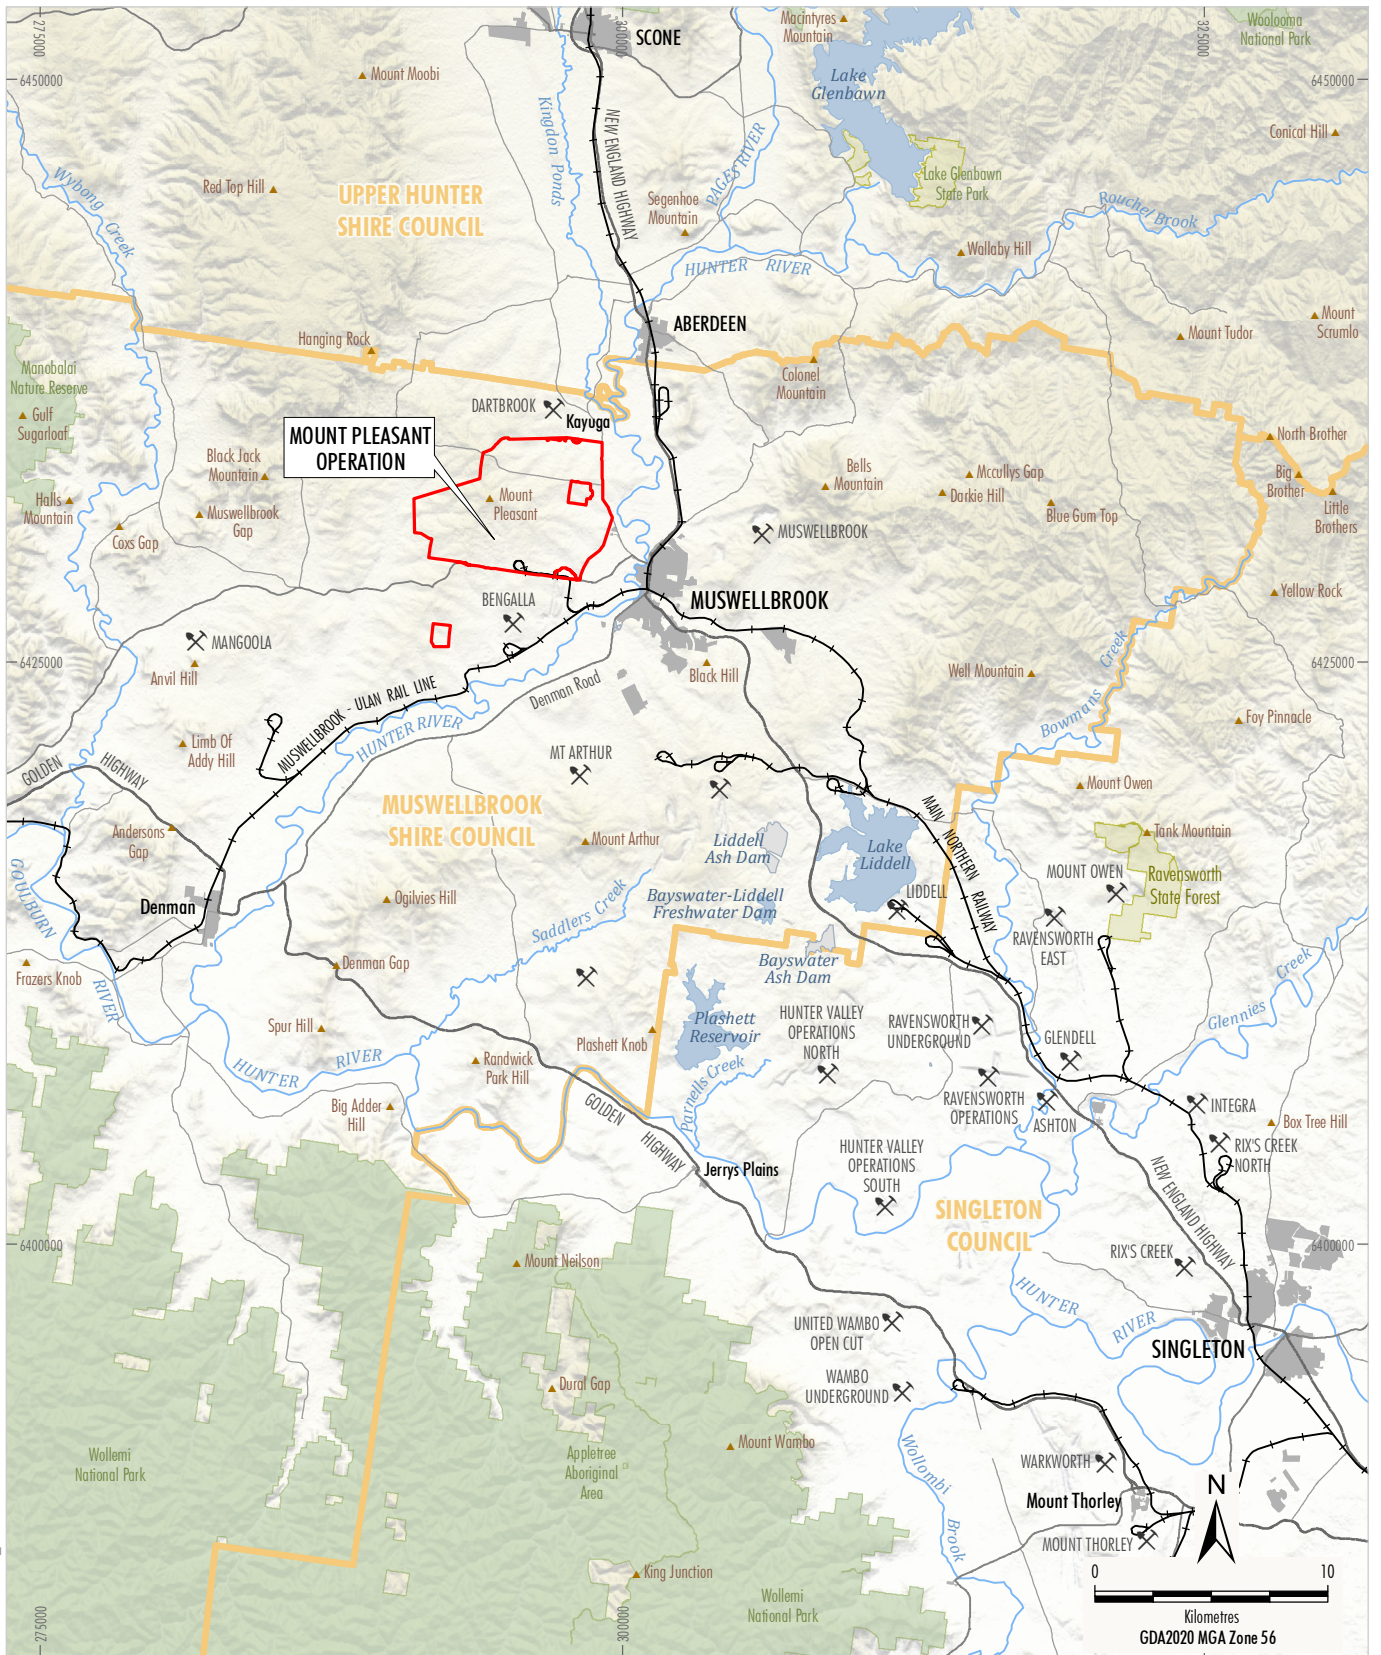 275000
300000
325000
SCONE
Macintyres
Mountain
Woolooma
National Park
6450000
6450000
Mount Moobi
Lake
Glenbawn
Kingdon Ponds
NEW ENGLAND HIGHWAY
PAGES RIVER
Conical Hill
Wybong Creek
Red Top Hill
UPPER HUNTER
SHIRE COUNCIL
Segenhoe
Mountain
Lake Glenbawn
State Park
Rouchel Brook
Wallaby Hill
HUNTER RIVER
Mount
Scrumlo
Mount Tudor
ABERDEEN
Hanging Rock
Manobalai
Nature Reserve
Colonel
Mountain
Gulf
Sugarloaf
DARTBROOK
Kayuga
MOUNT PLEASANT
OPERATION
North Brother
Black Jack
Mountain
Bells
Mountain
Mccullys Gap
Big
Brother
Darkie Hill
Mount
Pleasant
Halls
Mountain
Muswellbrook
Gap
Blue Gum Top
Little
Brothers
Coxs Gap
MUSWELLBROOK
BENGALLA
MUSWELLBROOK
Yellow Rock
MANGOOLA
6425000
6425000
Anvil Hill
Black Hill
Well Mountain
Bowmans Creek
Denman Road
MUSWELLBROOK - ULAN RAIL LINE
HUNTER RIVER
Foy Pinnacle
Limb Of
Addy Hill
GOLDEN HIGHWAY
MT ARTHUR
Mount Owen
MUSWELLBROOK
SHIRE COUNCIL
MAIN NORTHERN RAILWAY
Andersons
Gap
Mount Arthur
Liddell
Ash Dam
Lake
Liddell
Tank Mountain
GOULBURN RIVER
MOUNT OWEN
Ravensworth
State Forest
Denman
Ogilvies Hill
Saddlers Creek
Bayswater-Liddell
Freshwater Dam
LIDDELL
RAVENSWORTH
EAST
Frazers Knob
Denman Gap
Bayswater
Ash Dam
Glennies Creek
Spur Hill
Plashett Knob
Plashett
Reservoir
HUNTER VALLEY
OPERATIONS
NORTH
RAVENSWORTH
UNDERGROUND
GLENDELL
HUNTER RIVER
Randwick
Park Hill
Parnells Creek
RAVENSWORTH
OPERATIONS
ASHTON
INTEGRA
Big Adder
Hill
GOLDEN HIGHWAY
Box Tree Hill
RIX'S CREEK
NORTH
Jerrys Plains
HUNTER VALLEY
OPERATIONS
SOUTH
NEW ENGLAND HIGHWAY
SINGLETON
COUNCIL
6400000
6400000
Mount Neilson
RIX'S CREEK
HUNTER RIVER
UNITED WAMBO
OPEN CUT
SINGLETON
WAMBO
UNDERGROUND
Dural Gap
Wollemi
National Park
Appletree
Aboriginal
Area
Mount Wambo
Wollombi Brook
WARKWORTH
N
Mount Thorley
MOUNT THORLEY
King Junction
Wollemi
National Park
0
10
Kilometres
GDA2020 MGA Zone 56
275000
300000